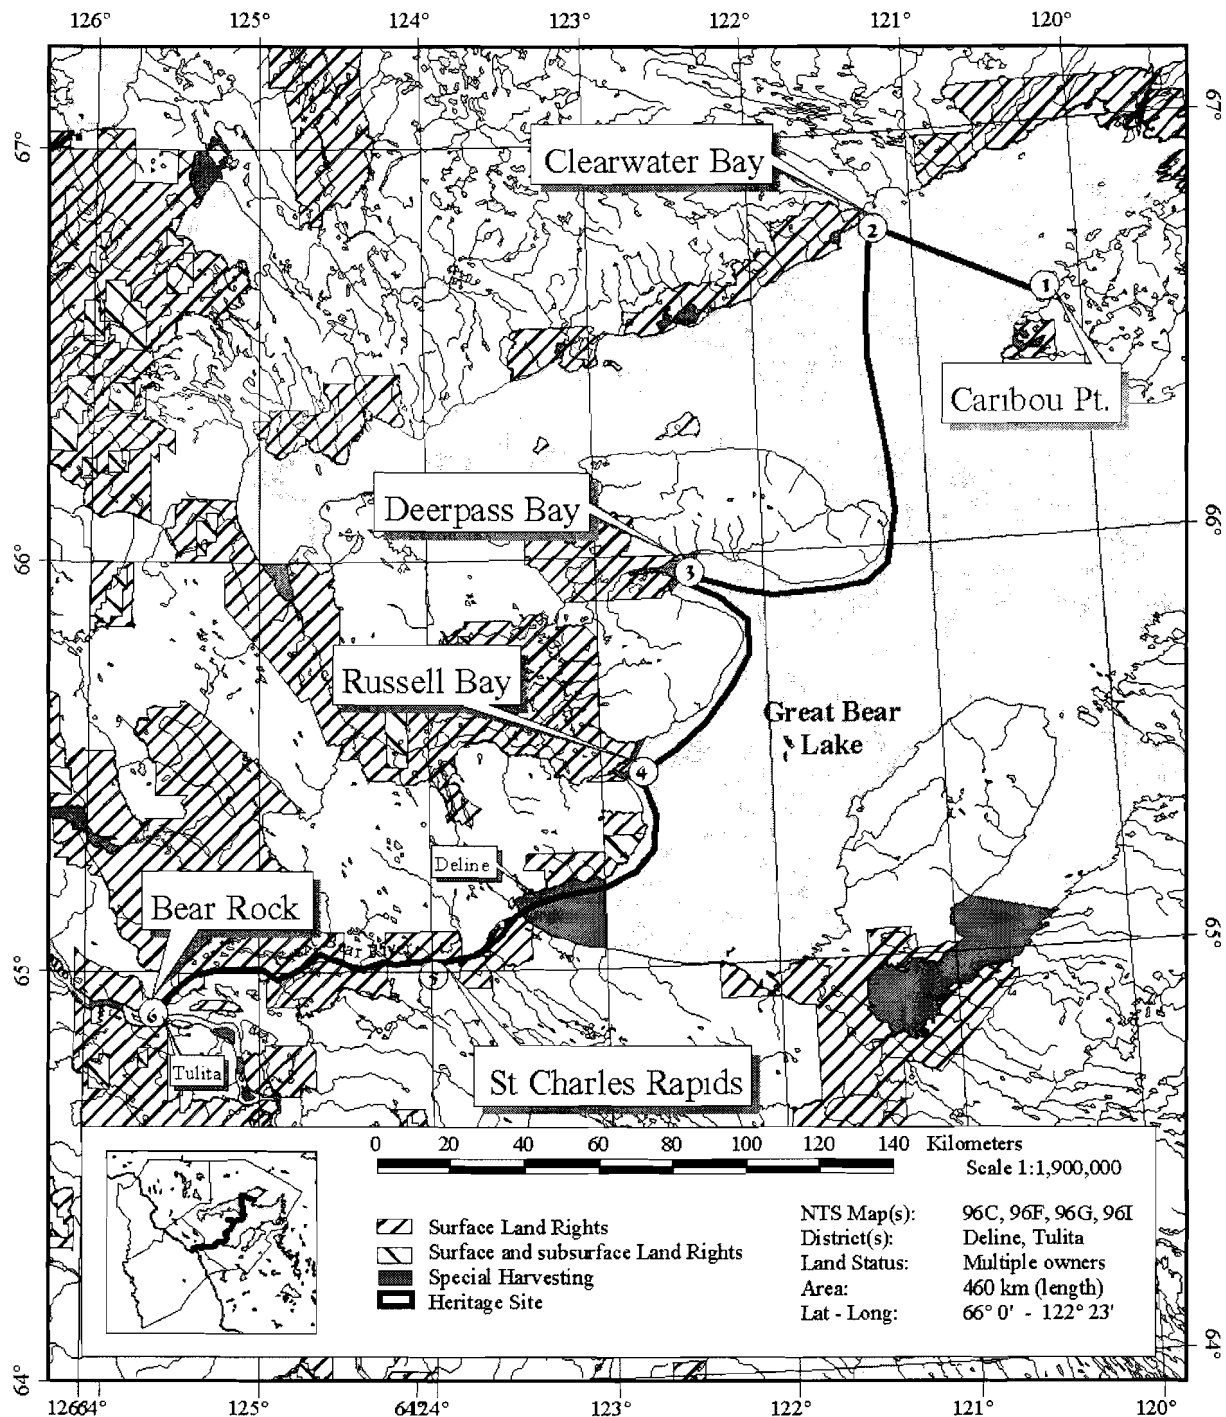 126° 125° 124° 123° 122° 121° 120°
67° 67°
Clearwater Bay
2
1
Caribou Pt.
Deerpass Bay
66° 66°
3
Russell Bay
Great Bear
Lake
4
Deline
Bear Rock
Bear River
65° 65°
6
Tulita
St Charles Rapids
0 20 40 60 80 100 120 140 Kilometers
Scale 1:1,900,000
Surface Land Rights
Surface and subsurface Land Rights
Special Harvesting
Heritage Site
NTS Map(s): 96C, 96F, 96G, 96I
District(s): Deline, Tulita
Land Status: Multiple owners
Area: 460 km (length)
Lat - Long: 66° 0' - 122° 23'
64° 64°
125° 123° 122° 121° 120°